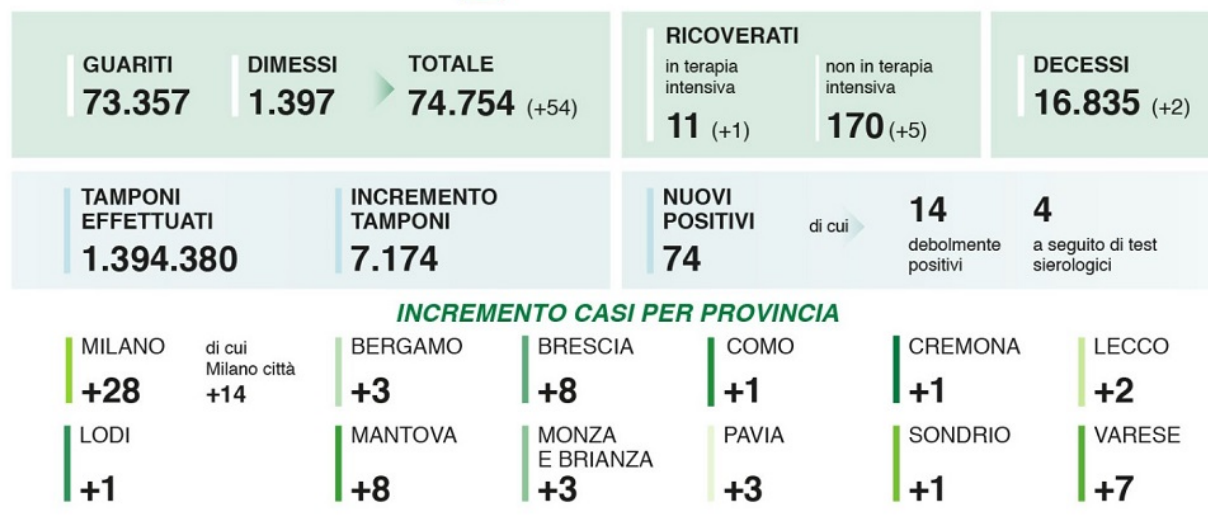 GUARITI
73.357
DIMESSI
1.397
TOTALE
74.754 (+54)
RICOVERATI
in terapia
intensiva
11 (+1)
non in terapia
intensiva
170 (+5)
DECESSI
16.835 (+2)
TAMPONI
EFFETTUATI
1.394.380
INCREMENTO
TAMPONI
7.174
NUOVI
POSITIVI
74
di cui
14
debolmente
positivi
4
a seguito di test
sierologici
INCREMENTO CASI PER PROVINCIA
MILANO
+28
di cui
Milano città
+14
BERGAMO
+3
BRESCIA
+8
COMO
+1
CREMONA
+1
LECCO
+2
LODI
+1
MANTOVA
+8
MONZA
E BRIANZA
+3
PAVIA
+3
SONDRIO
+1
VARESE
+7